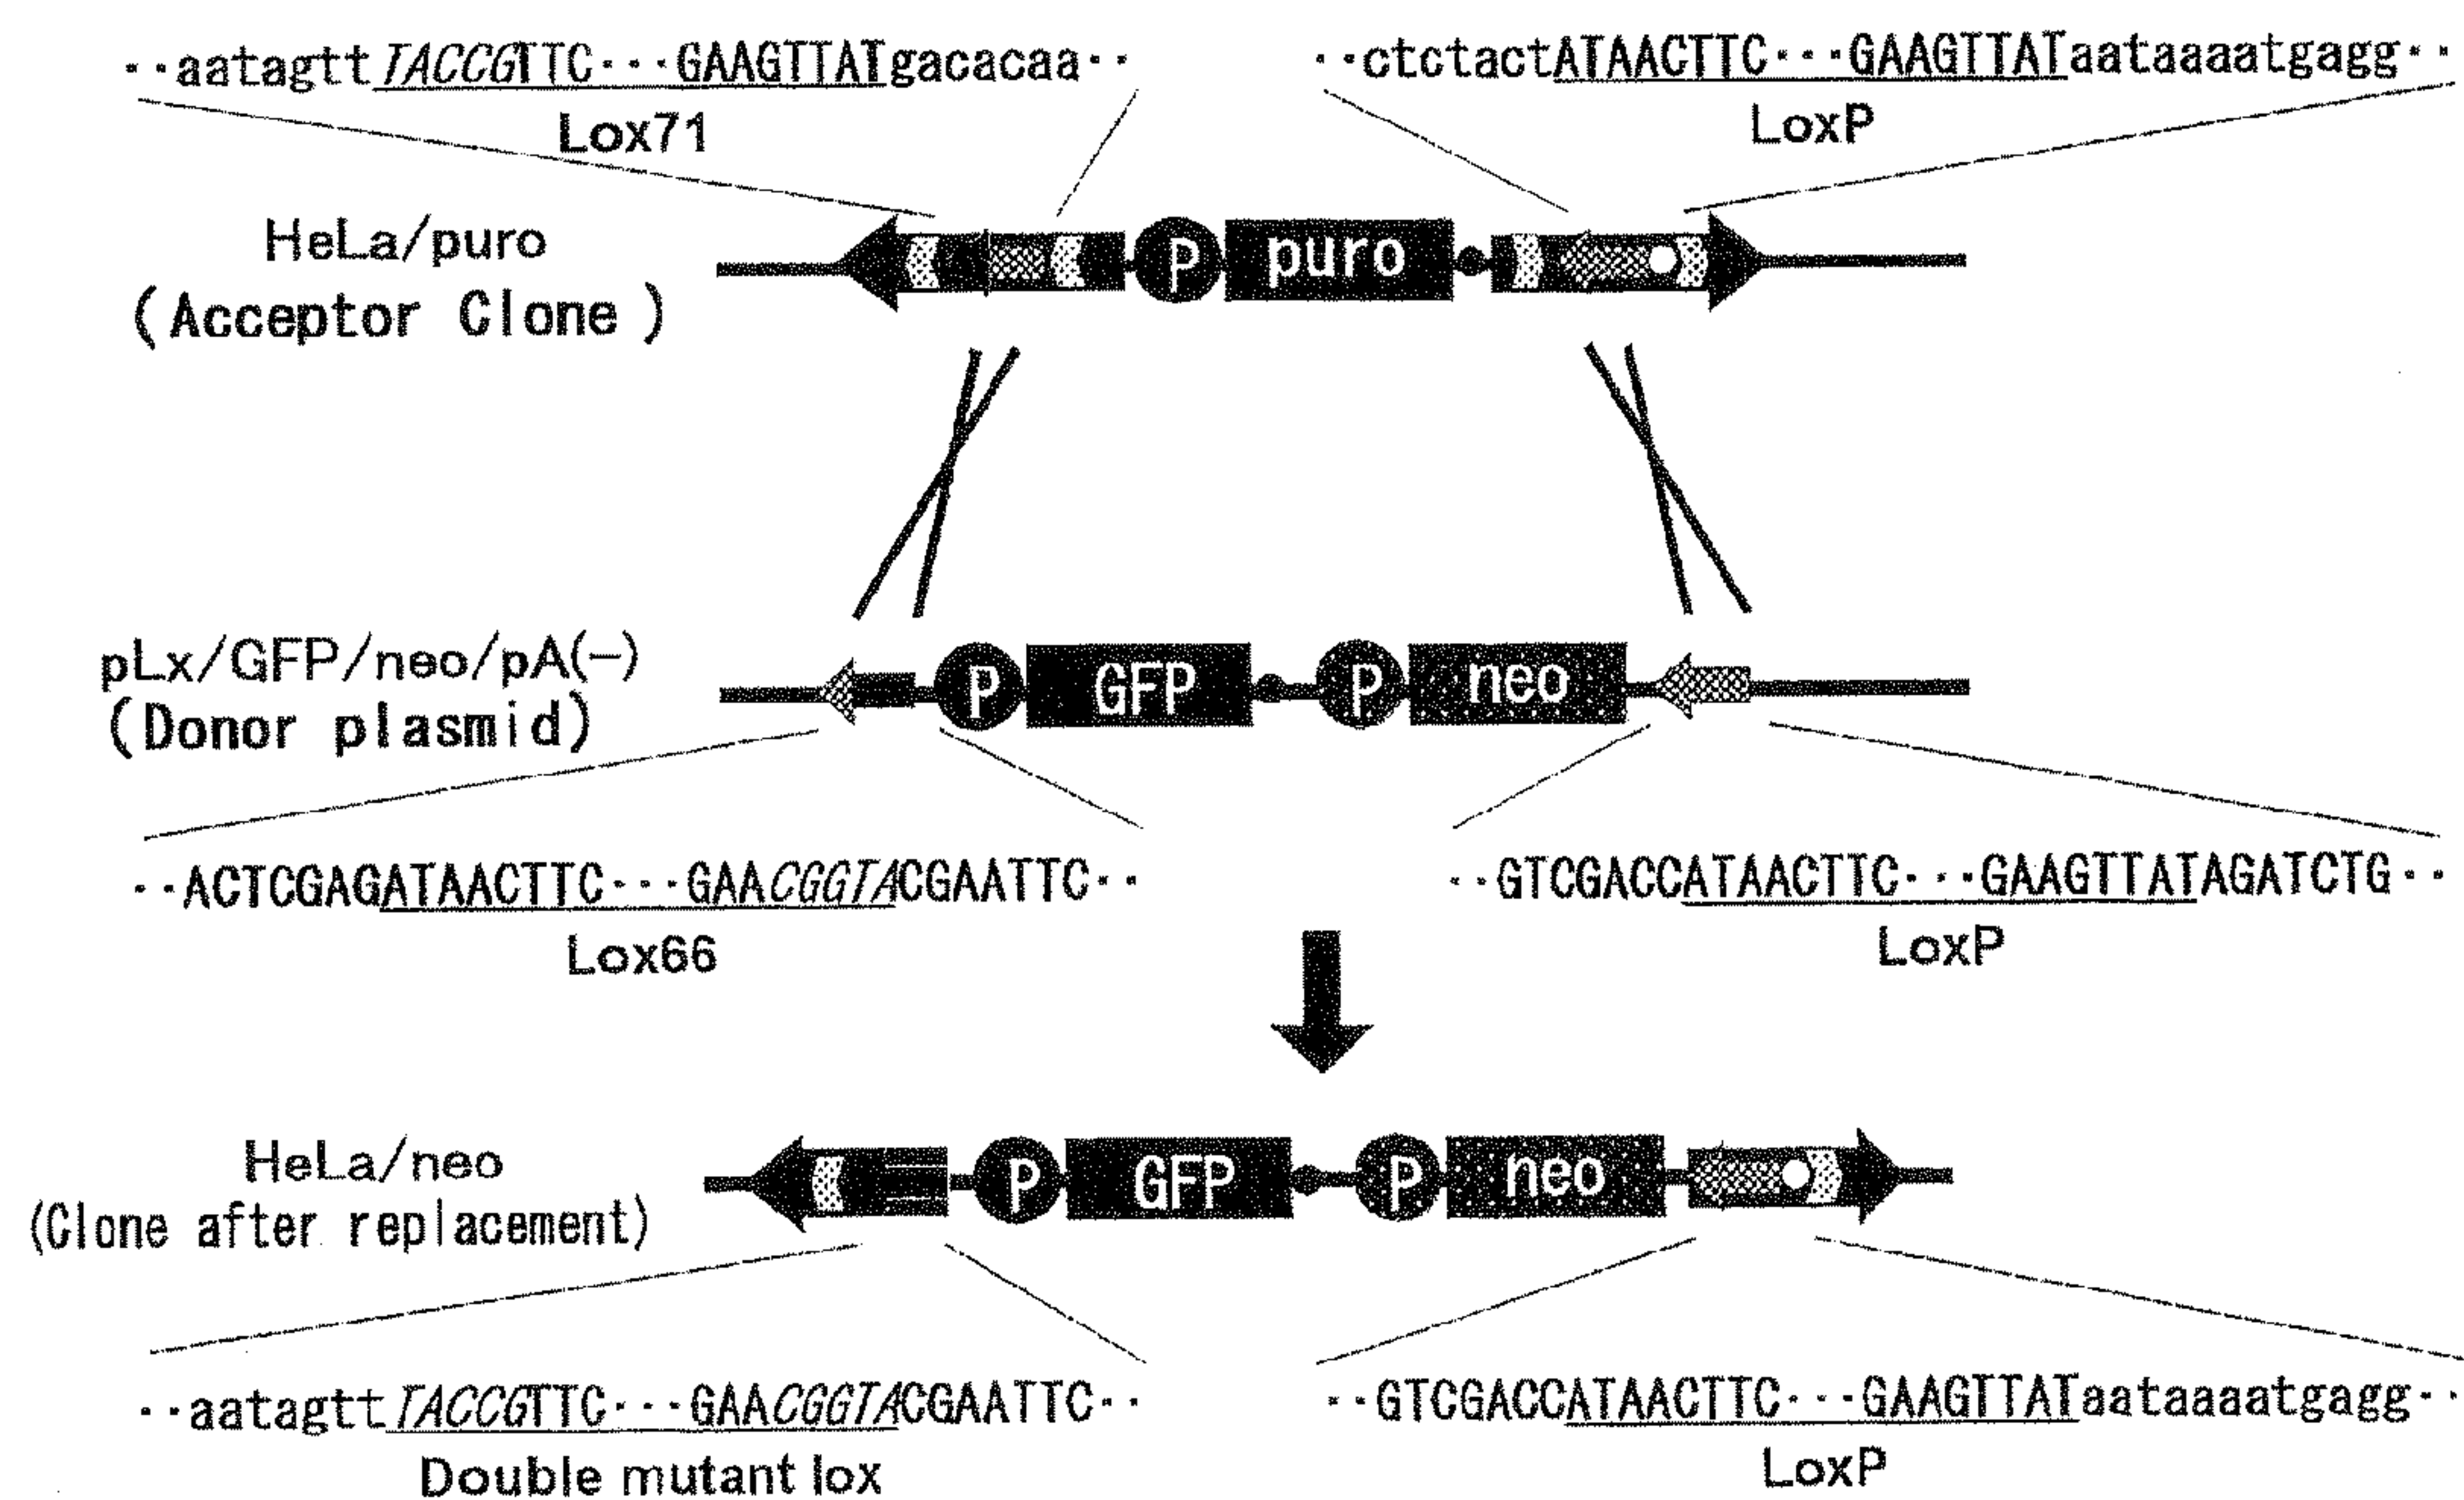 ··aatagttTACCGTTC···GAAGTTATgacacaa··
··ctctactATAACTTC···GAAGTTATaataaaatgagg··
Lox71
LoxP
HeLa/puro
(Acceptor Clone)
P
puro
pLx/GFP/neo/pA(-)
(Donor plasmid)
P
GFP
P
neo
··ACTCGAGATAACTTC···GAACGGTACGAATTC··
··GTCGACCATAACTTC···GAAGTTATAGATCTG··
Lox66
LoxP
HeLa/neo
(Clone after replacement)
P
GFP
P
neo
··aatagttTACCGTTC···GAACGGTACGAATTC··
··GTCGACCATAACTTC···GAAGTTATaataaaatgagg··
Double mutant lox
LoxP